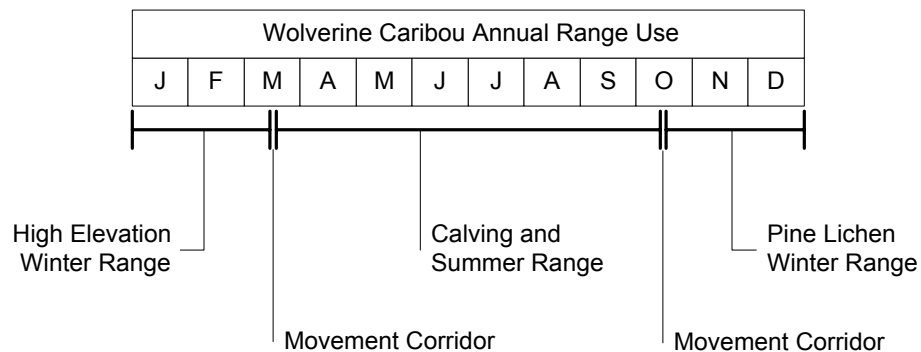 Wolverine Caribou Annual Range Use
J F M A M J J A S O N D
High Elevation
Winter Range
Calving and
Summer Range
Pine Lichen
Winter Range
Movement Corridor
Movement Corridor